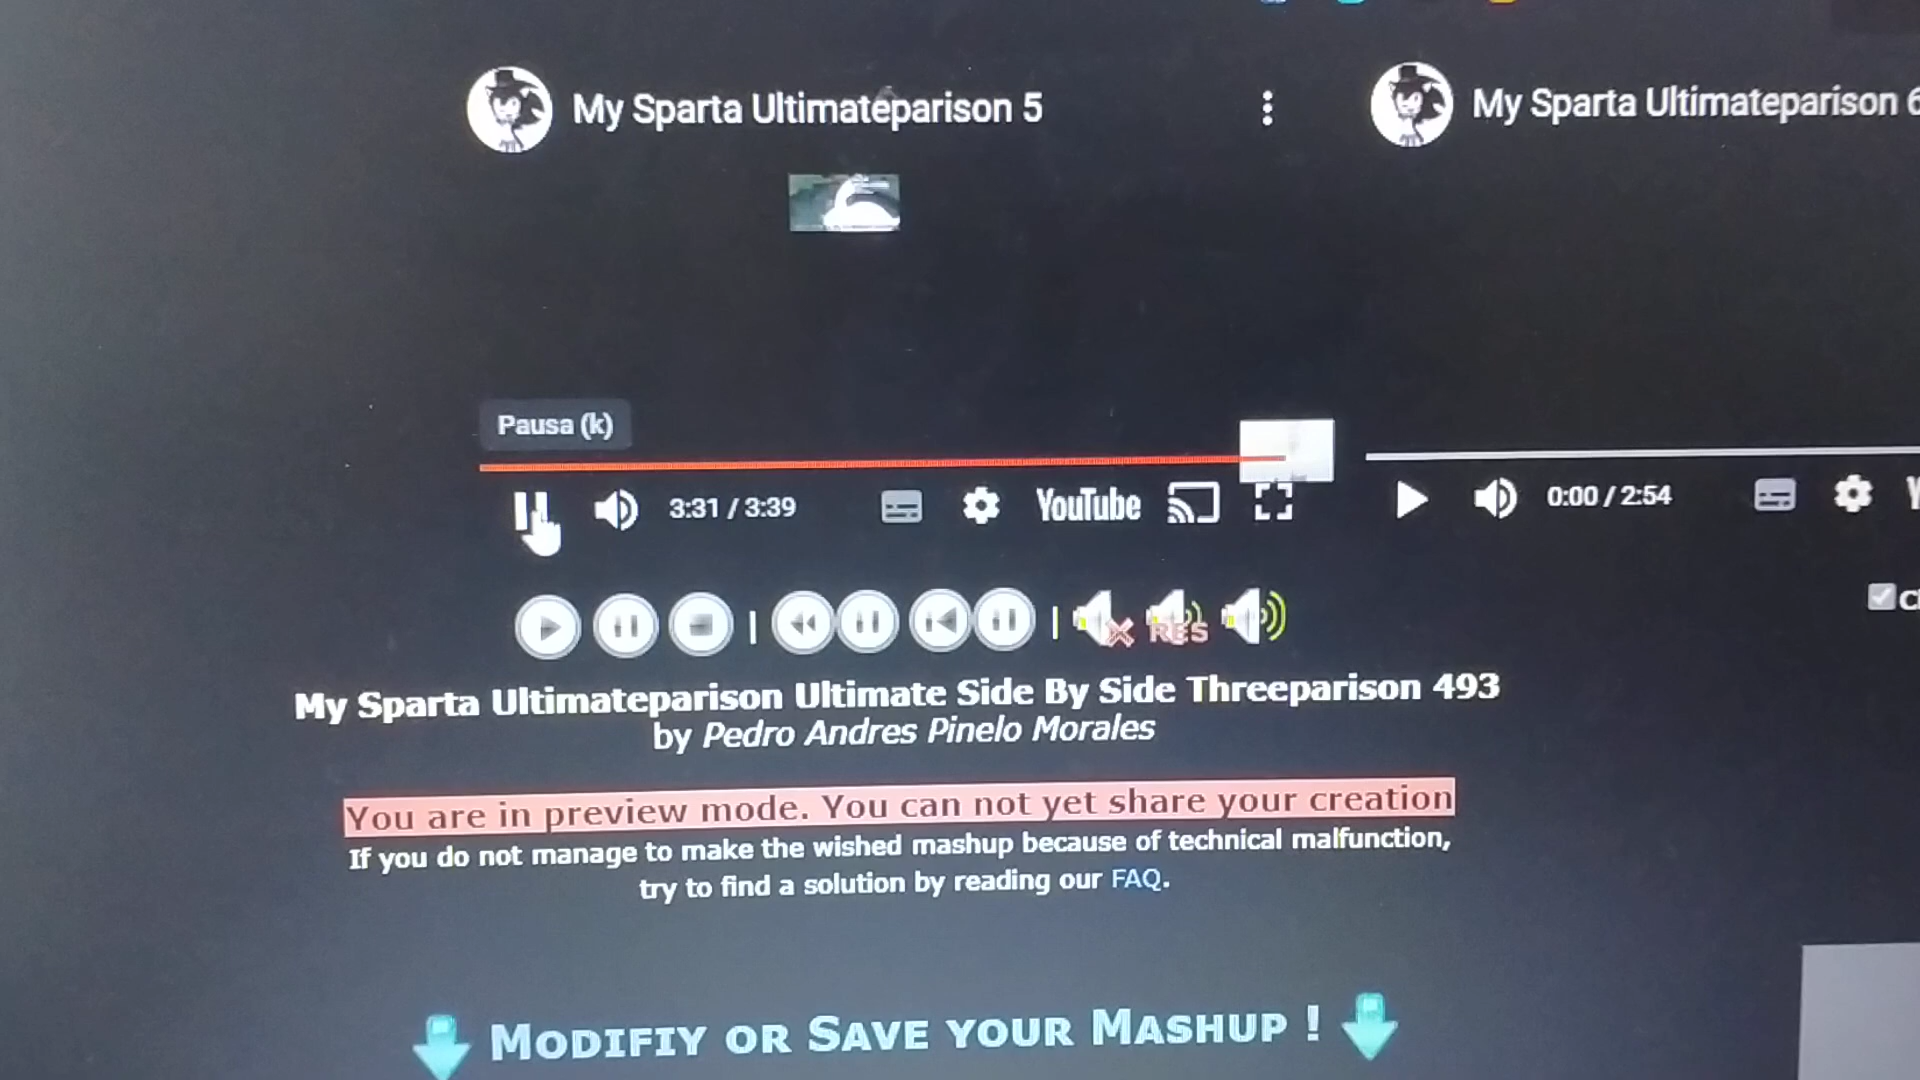 My Sparta Ultimateparison 5
My Sparta Ultimateparison 6
Pausa (k)
3:31 / 3:39
YouTube
0:00 / 2:54
RES
My Sparta Ultimateparison Ultimate Side By Side Threeparison 493
by Pedro Andres Pinelo Morales
You are in preview mode. You can not yet share your creation
If you do not manage to make the wished mashup because of technical malfunction,
try to find a solution by reading our FAQ.
MODIFIY OR SAVE YOUR MASHUP !